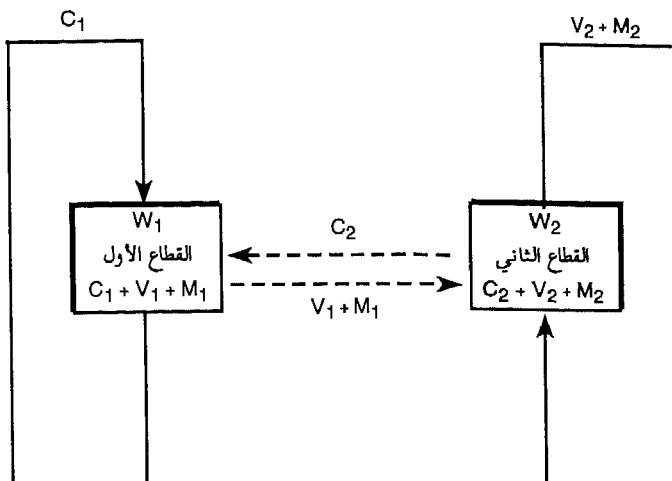 C₁
V₂ + M₂
W₁
القطاع الأول
C₁ + V₁ + M₁
C₂
V₁ + M₁
W₂
القطاع الثاني
C₂ + V₂ + M₂